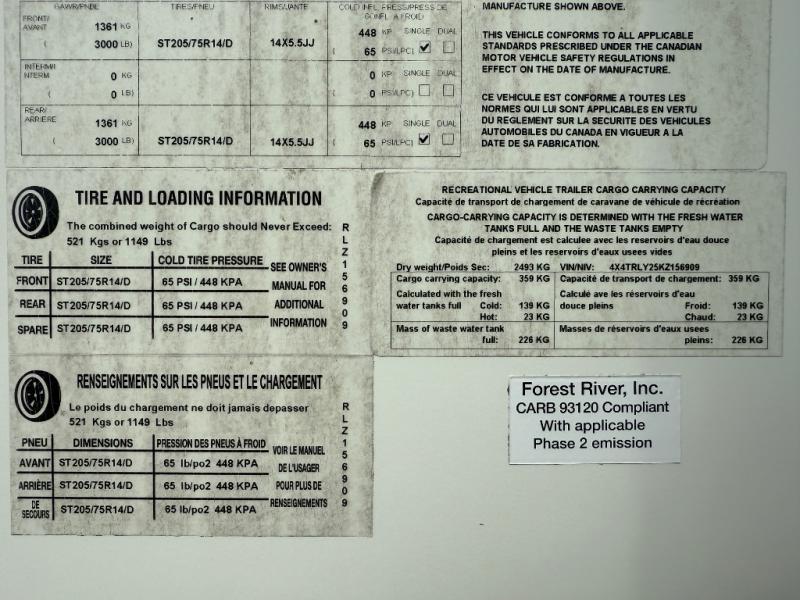 GAWR/PNBE TIRES/PNEU RIMS/JANTE COLD INFL. PRESS/PRESS DE
GONFL. A FROID
FRONT/
AVANT 1361 KG 448 KP SINGLE DUAL
( 3000 LB) ST205/75R14/D 14X5.5JJ ( 65 PSI/LPC)
INTERM/
INTERM 0 KG 0 KP SINGLE DUAL
( 0 LB) ( 0 PSI/LPC)
REAR/
ARRIERE 1361 KG 448 KP SINGLE DUAL
( 3000 LB) ST205/75R14/D 14X5.5JJ ( 65 PSI/LPC)
MANUFACTURE SHOWN ABOVE.
THIS VEHICLE CONFORMS TO ALL APPLICABLE
STANDARDS PRESCRIBED UNDER THE CANADIAN
MOTOR VEHICLE SAFETY REGULATIONS IN
EFFECT ON THE DATE OF MANUFACTURE.
CE VEHICULE EST CONFORME A TOUTES LES
NORMES QUI LUI SONT APPLICABLES EN VERTU
DU REGLEMENT SUR LA SECURITE DES VEHICULES
AUTOMOBILES DU CANADA EN VIGUEUR A LA
DATE DE SA FABRICATION.
TIRE AND LOADING INFORMATION
The combined weight of Cargo should Never Exceed:
521 Kgs or 1149 Lbs
TIRE SIZE COLD TIRE PRESSURE
FRONT ST205/75R14/D 65 PSI / 448 KPA
REAR ST205/75R14/D 65 PSI / 448 KPA
SPARE ST205/75R14/D 65 PSI / 448 KPA
SEE OWNER'S
MANUAL FOR
ADDITIONAL
INFORMATION
RLZ156909
RECREATIONAL VEHICLE TRAILER CARGO CARRYING CAPACITY
Capacité de transport de chargement de caravane de véhicule de récréation
CARGO-CARRYING CAPACITY IS DETERMINED WITH THE FRESH WATER
TANKS FULL AND THE WASTE TANKS EMPTY
Capacité de chargement est calculee avec les reservoirs d'eau douce
pleins et les reservoirs d'eaux usees vides
Dry weight/Poids Sec: 2493 KG VIN/NIV: 4X4TRLY25KZ156909
Cargo carrying capacity: 359 KG Capacité de transport de chargement: 359 KG
Calculated with the fresh Calculé ave les réservoirs d'eau
water tanks full Cold: 139 KG douce pleins Froid: 139 KG
Hot: 23 KG Chaud: 23 KG
Mass of waste water tank Masses de réservoirs d'eaux usees
full: 226 KG pleins: 226 KG
RENSEIGNEMENTS SUR LES PNEUS ET LE CHARGEMENT
Le poids du chargement ne doit jamais depasser
521 Kgs or 1149 Lbs
PNEU DIMENSIONS PRESSION DES PNEUS À FROID
AVANT ST205/75R14/D 65 lb/po2 448 KPA
ARRIÈRE ST205/75R14/D 65 lb/po2 448 KPA
DE
SECOURS ST205/75R14/D 65 lb/po2 448 KPA
VOIR LE MANUEL
DE L'USAGER
POUR PLUS DE
RENSEIGNEMENTS
RLZ156909
Forest River, Inc.
CARB 93120 Compliant
With applicable
Phase 2 emission